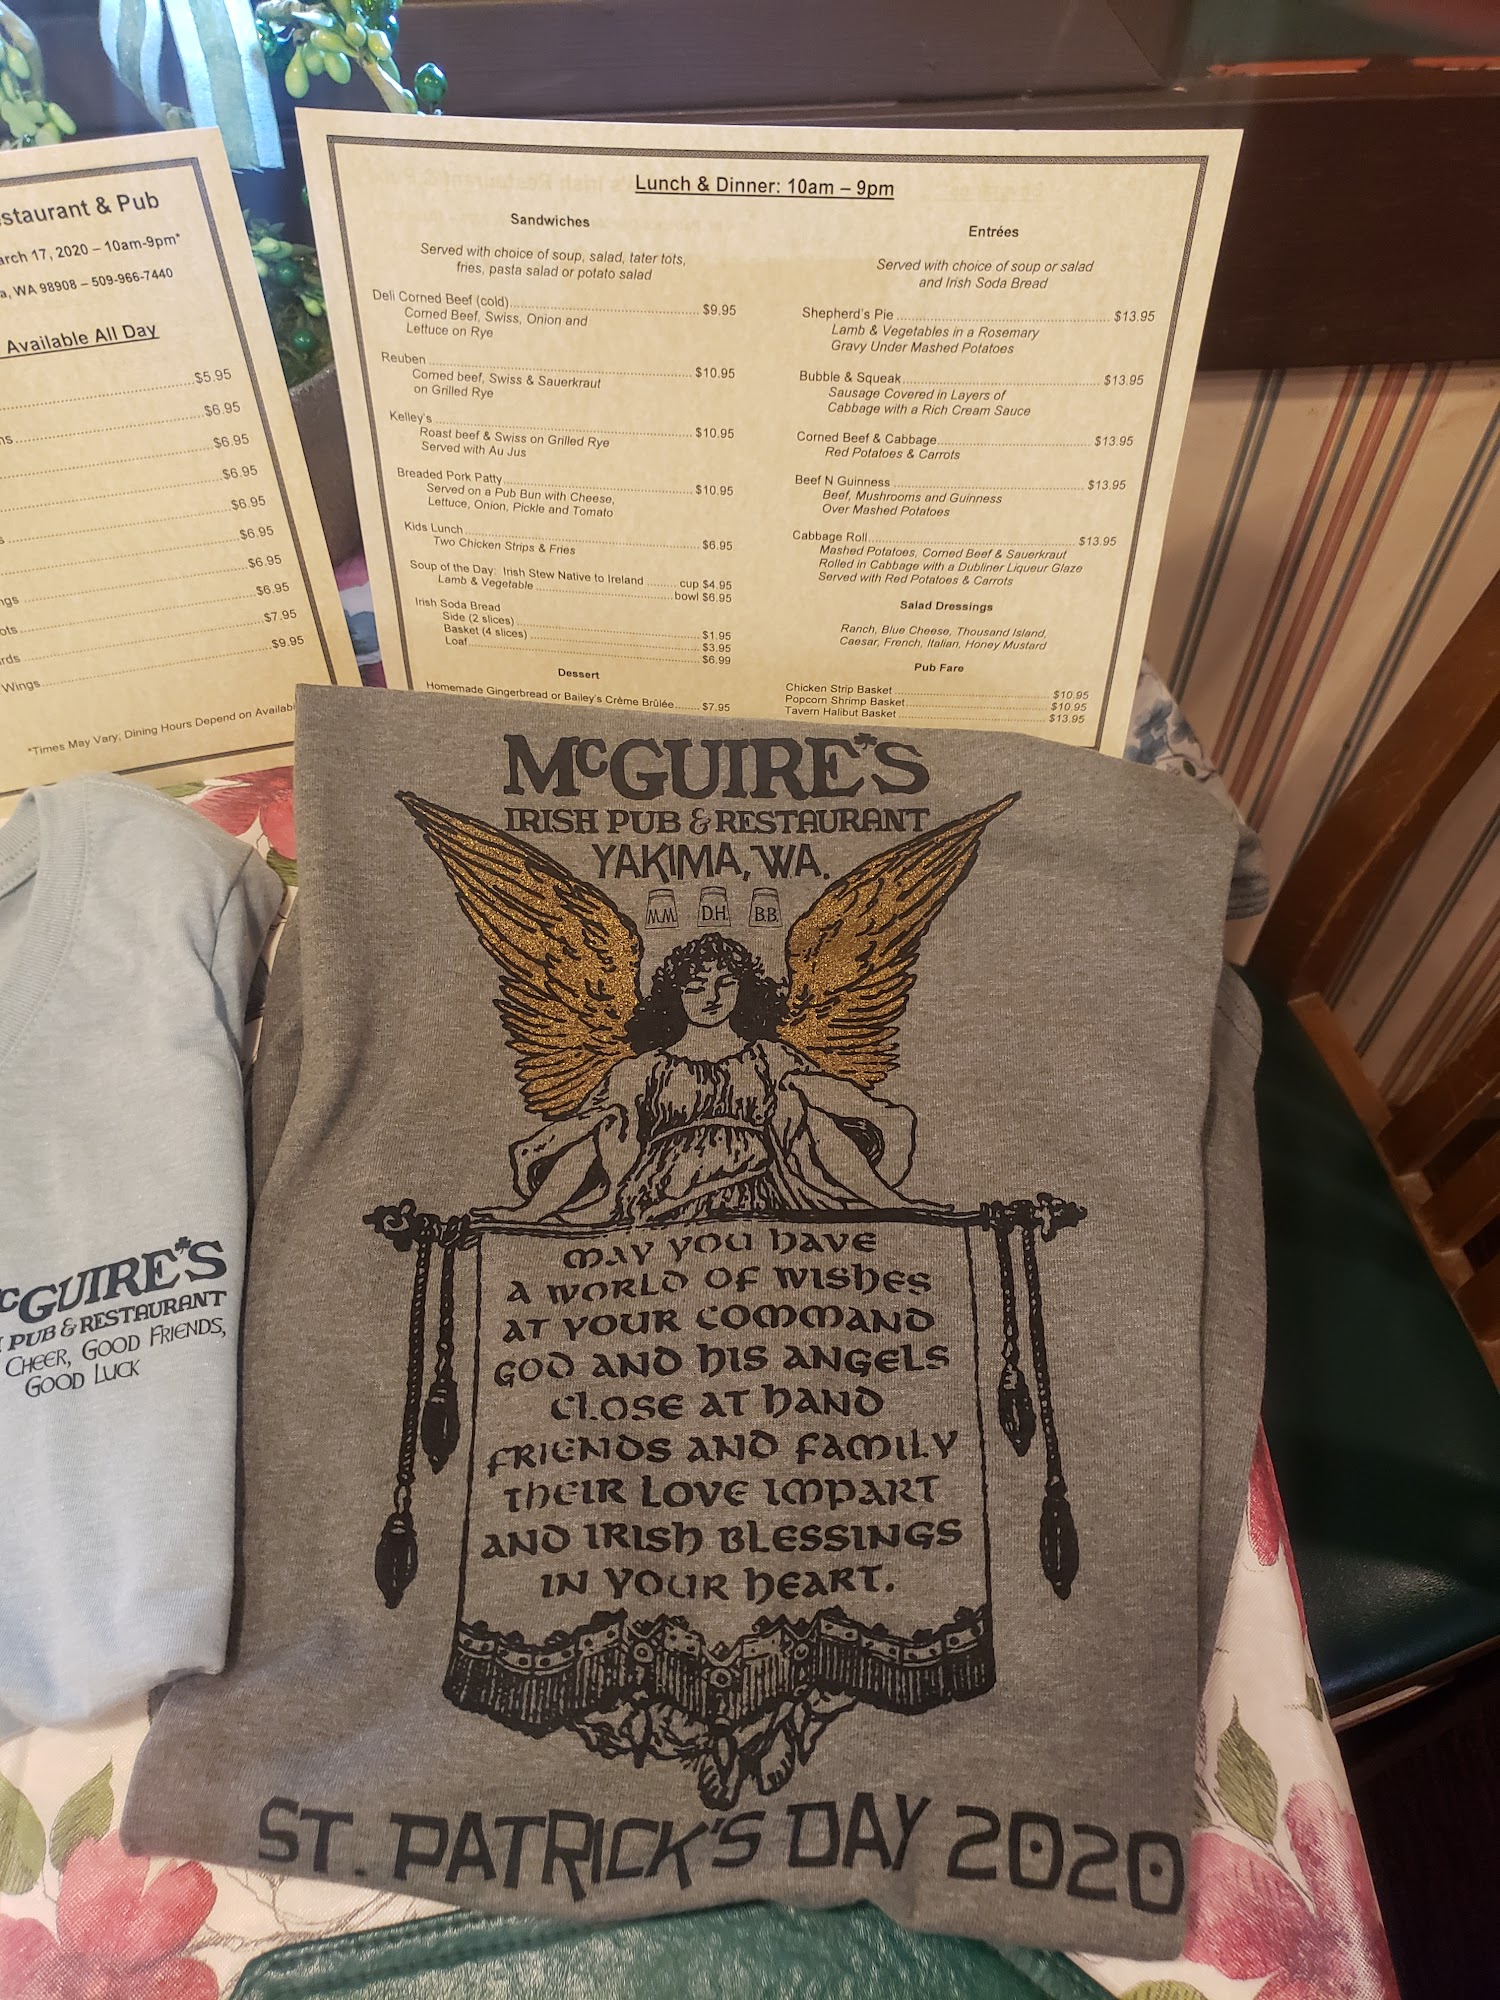 staurant & Pub
arch 17, 2020 – 10am-9pm*
a, WA 98908 – 509-966-7440
Available All Day
$5.95
ns $6.95
$6.95
$6.95
s $6.95
$6.95
ngs $6.95
ots $6.95
rds $7.95
Wings $9.95
*Times May Vary; Dining Hours Depend on Availabi
Lunch & Dinner: 10am – 9pm
Sandwiches
Served with choice of soup, salad, tater tots,
fries, pasta salad or potato salad
Deli Corned Beef (cold) $9.95
Corned Beef, Swiss, Onion and
Lettuce on Rye
Reuben $10.95
Corned beef, Swiss & Sauerkraut
on Grilled Rye
Kelley's $10.95
Roast beef & Swiss on Grilled Rye
Served with Au Jus
Breaded Pork Patty $10.95
Served on a Pub Bun with Cheese,
Lettuce, Onion, Pickle and Tomato
Kids Lunch $6.95
Two Chicken Strips & Fries
Soup of the Day: Irish Stew Native to Ireland cup $4.95
Lamb & Vegetable bowl $6.95
Irish Soda Bread
Side (2 slices) $1.95
Basket (4 slices) $3.95
Loaf $6.99
Dessert
Homemade Gingerbread or Bailey's Crème Brûlée $7.95
Entrées
Served with choice of soup or salad
and Irish Soda Bread
Shepherd's Pie $13.95
Lamb & Vegetables in a Rosemary
Gravy Under Mashed Potatoes
Bubble & Squeak $13.95
Sausage Covered in Layers of
Cabbage with a Rich Cream Sauce
Corned Beef & Cabbage $13.95
Red Potatoes & Carrots
Beef N Guinness $13.95
Beef, Mushrooms and Guinness
Over Mashed Potatoes
Cabbage Roll $13.95
Mashed Potatoes, Corned Beef & Sauerkraut
Rolled in Cabbage with a Dubliner Liqueur Glaze
Served with Red Potatoes & Carrots
Salad Dressings
Ranch, Blue Cheese, Thousand Island,
Caesar, French, Italian, Honey Mustard
Pub Fare
Chicken Strip Basket $10.95
Popcorn Shrimp Basket $10.95
Tavern Halibut Basket $13.95
McGUIRE'S
IRISH PUB & RESTAURANT
YAKIMA, WA.
M.M. D.H. B.B.
MAY YOU HAVE
A WORLD OF WISHES
AT YOUR COMMAND
GOD AND HIS ANGELS
CLOSE AT HAND
FRIENDS AND FAMILY
THEIR LOVE IMPART
AND IRISH BLESSINGS
IN YOUR HEART.
ST. PATRICK'S DAY 2020
cGUIRE'S
PUB & RESTAURANT
CHEER, GOOD FRIENDS,
GOOD LUCK